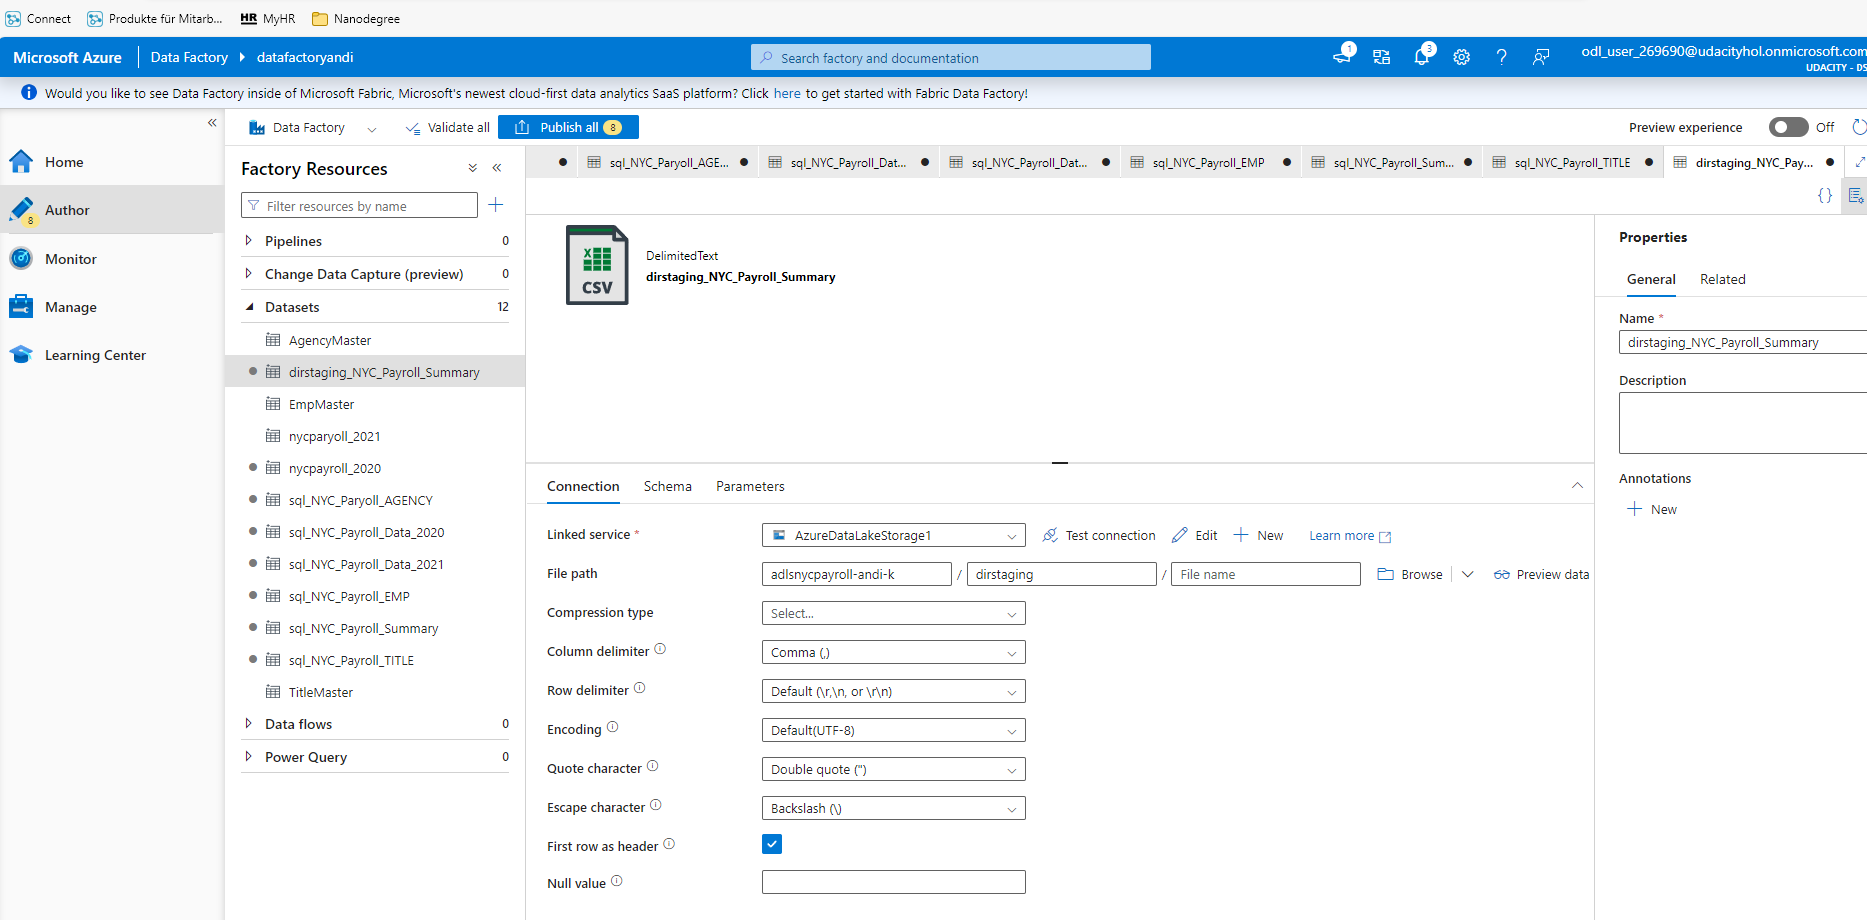 Connect Produkte für Mitarb... HR MyHR Nanodegree
Microsoft Azure Data Factory datafactoryandi
Search factory and documentation
1 3
odl_user_269690@udacityhol.onmicrosoft.com
UDACITY - DS
Would you like to see Data Factory inside of Microsoft Fabric, Microsoft's newest cloud-first data analytics SaaS platform? Click here to get started with Fabric Data Factory!
Home
Author
8
Monitor
Manage
Learning Center
Data Factory Validate all Publish all 8
Preview experience Off
Factory Resources
Filter resources by name
Pipelines 0
Change Data Capture (preview) 0
Datasets 12
AgencyMaster
dirstaging_NYC_Payroll_Summary
EmpMaster
nycparyoll_2021
nycpayroll_2020
sql_NYC_Paryoll_AGENCY
sql_NYC_Payroll_Data_2020
sql_NYC_Payroll_Data_2021
sql_NYC_Payroll_EMP
sql_NYC_Payroll_Summary
sql_NYC_Payroll_TITLE
TitleMaster
Data flows 0
Power Query 0
sql_NYC_Paryoll_AGE... sql_NYC_Payroll_Dat... sql_NYC_Payroll_Dat... sql_NYC_Payroll_EMP sql_NYC_Payroll_Sum... sql_NYC_Payroll_TITLE dirstaging_NYC_Pay...
{ }
CSV
DelimitedText
dirstaging_NYC_Payroll_Summary
Connection Schema Parameters
Linked service * AzureDataLakeStorage1 Test connection Edit New Learn more
File path adlsnycpayroll-andi-k / dirstaging / File name Browse Preview data
Compression type Select...
Column delimiter Comma (,)
Row delimiter Default (\r,\n, or \r\n)
Encoding Default(UTF-8)
Quote character Double quote (")
Escape character Backslash (\)
First row as header
Null value
Properties
General Related
Name *
dirstaging_NYC_Payroll_Summary
Description
Annotations
New